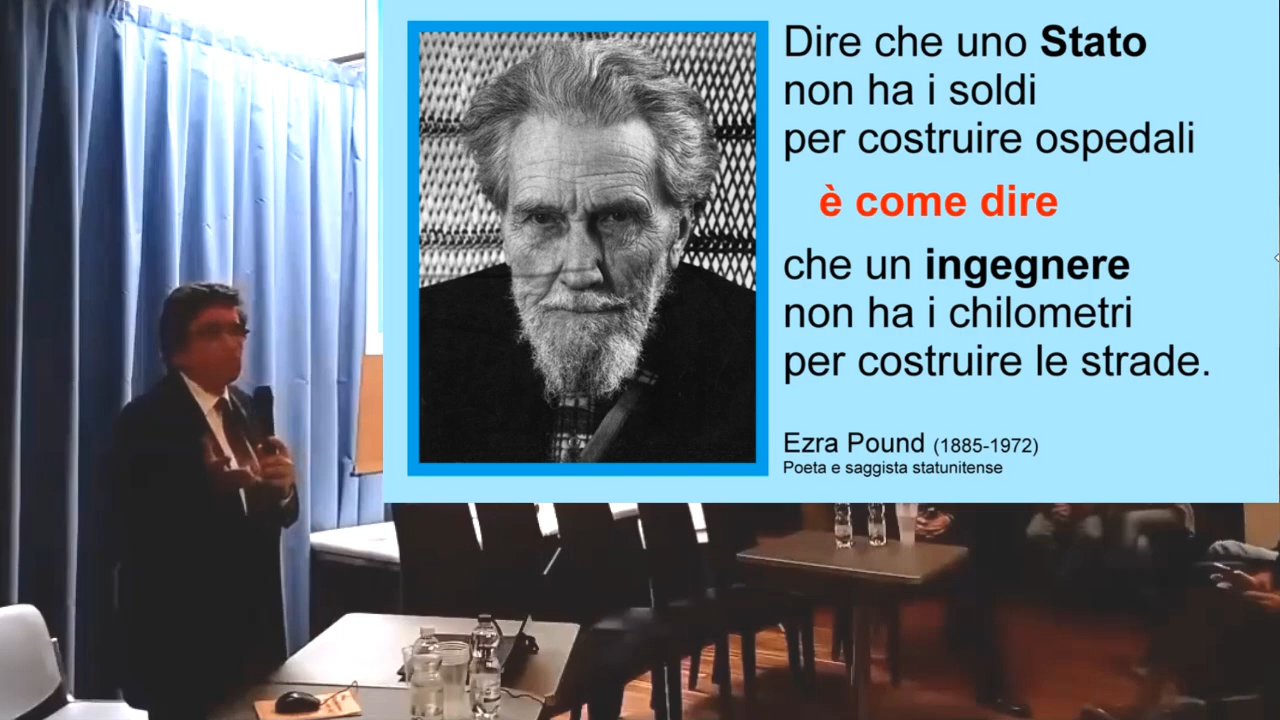 Dire che uno Stato
non ha i soldi
per costruire ospedali
è come dire
che un ingegnere
non ha i chilometri
per costruire le strade.
Ezra Pound (1885-1972)
Poeta e saggista statunitense